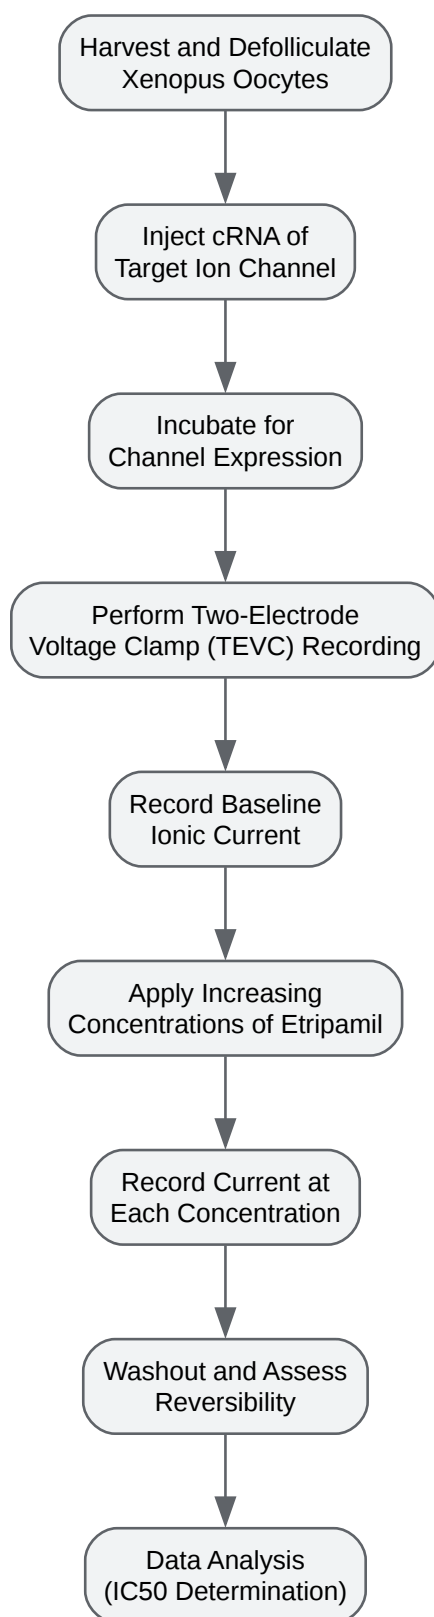 Harvest and Defolliculate
Xenopus Oocytes
Inject cRNA of
Target Ion Channel
Incubate for
Channel Expression
Perform Two-Electrode
Voltage Clamp (TEVC) Recording
Record Baseline
Ionic Current
Apply Increasing
Concentrations of Etripamil
Record Current at
Each Concentration
Washout and Assess
Reversibility
Data Analysis
(IC50 Determination)